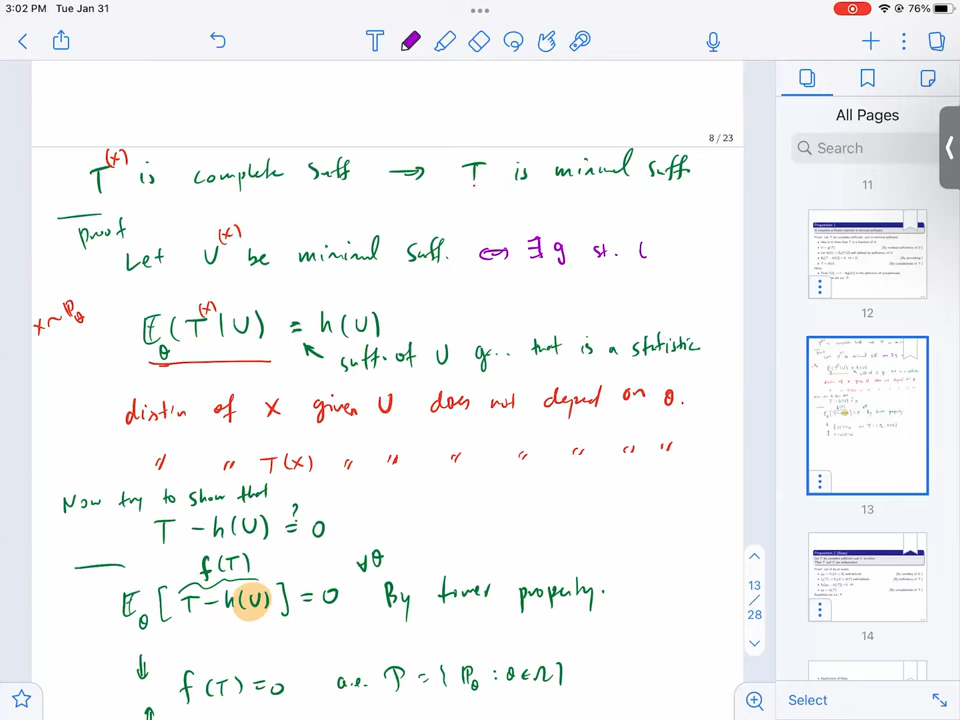 3:02 PM Tue Jan 31
76%
8 / 23
T(x) is complete suff → T is minimal suff
proof
Let U(x) be minimal suff. ⇔ ∃ g st. (
x ~ ℙ_θ
𝔼_θ(T(x) | U) = h(U)
suff. of U g... that is a statistic
distin of X given U does not depend on θ.
〃 〃 T(X) 〃 〃 〃 〃 〃 〃 〃
Now try to show that
T - h(U) =? 0
f(T)
∀θ
𝔼_θ [ T - h(U) ] = 0 By tower property.
⇓
f(T) = 0 a.e. 𝒫 = { ℙ_θ : θ ∈ Ω }
All Pages
Search
11
12
13
14
13
/
28
Select